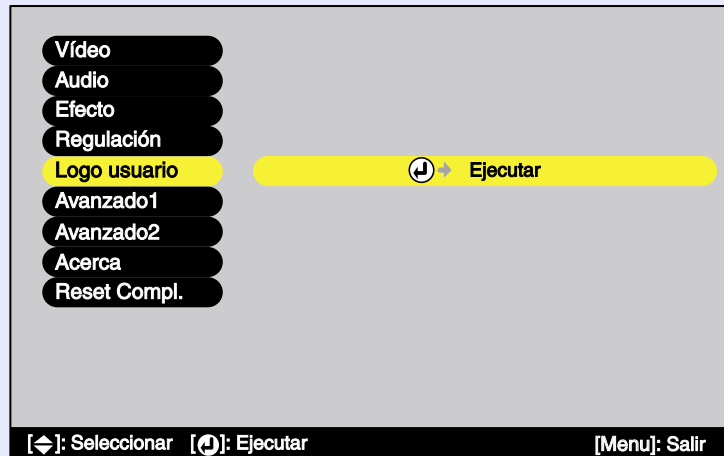 Vídeo
Audio
Efecto
Regulación
Logo usuario
Ejecutar
Avanzado1
Avanzado2
Acerca
Reset Compl.
[]: Seleccionar []: Ejecutar [Menu]: Salir